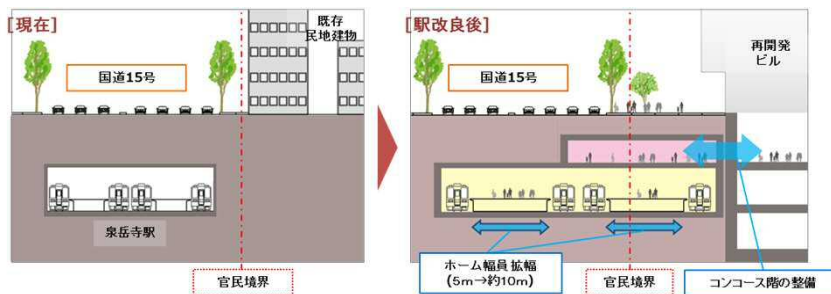 [現在]
既存
民地建物
国道15号
泉岳寺駅
官民境界
[駅改良後]
再開発
ビル
国道15号
ホーム幅員拡幅
(5m→約10m)
官民境界
コンコース階の整備